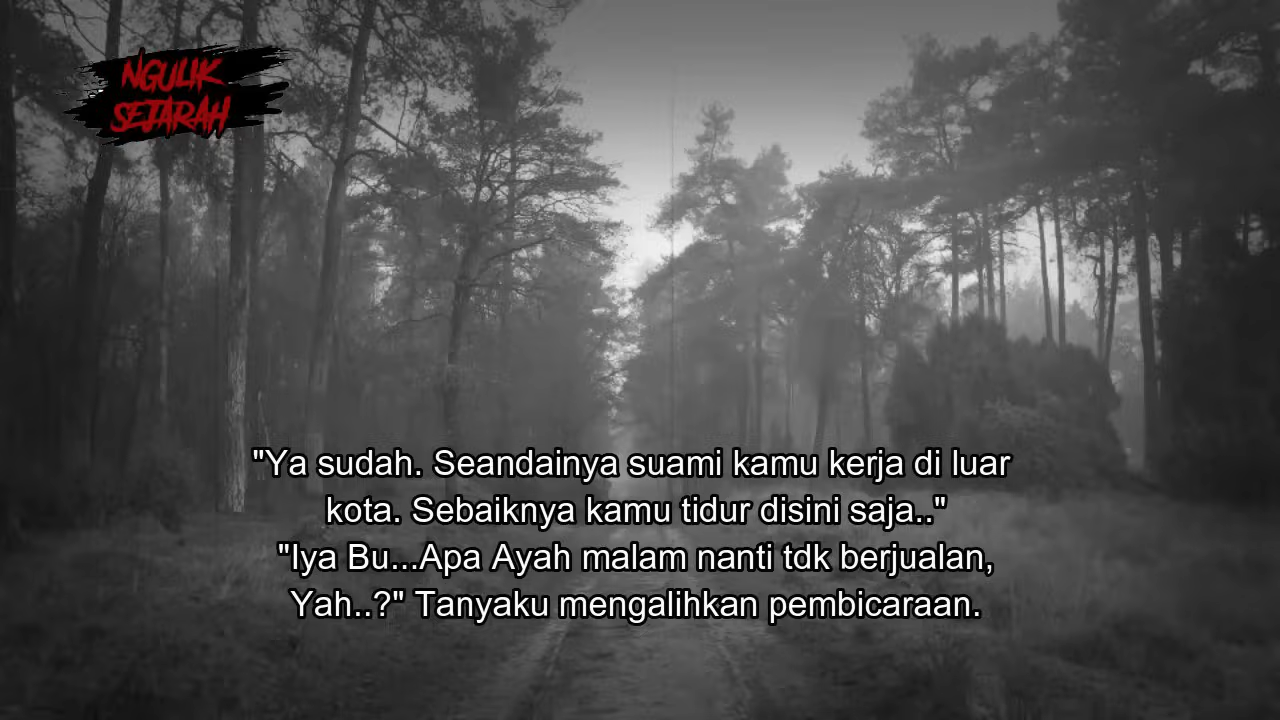 NGULIK
SEJARAH
"Ya sudah. Seandainya suami kamu kerja di luar
kota. Sebaiknya kamu tidur disini saja.."
"Iya Bu...Apa Ayah malam nanti tdk berjualan,
Yah..?" Tanyaku mengalihkan pembicaraan.